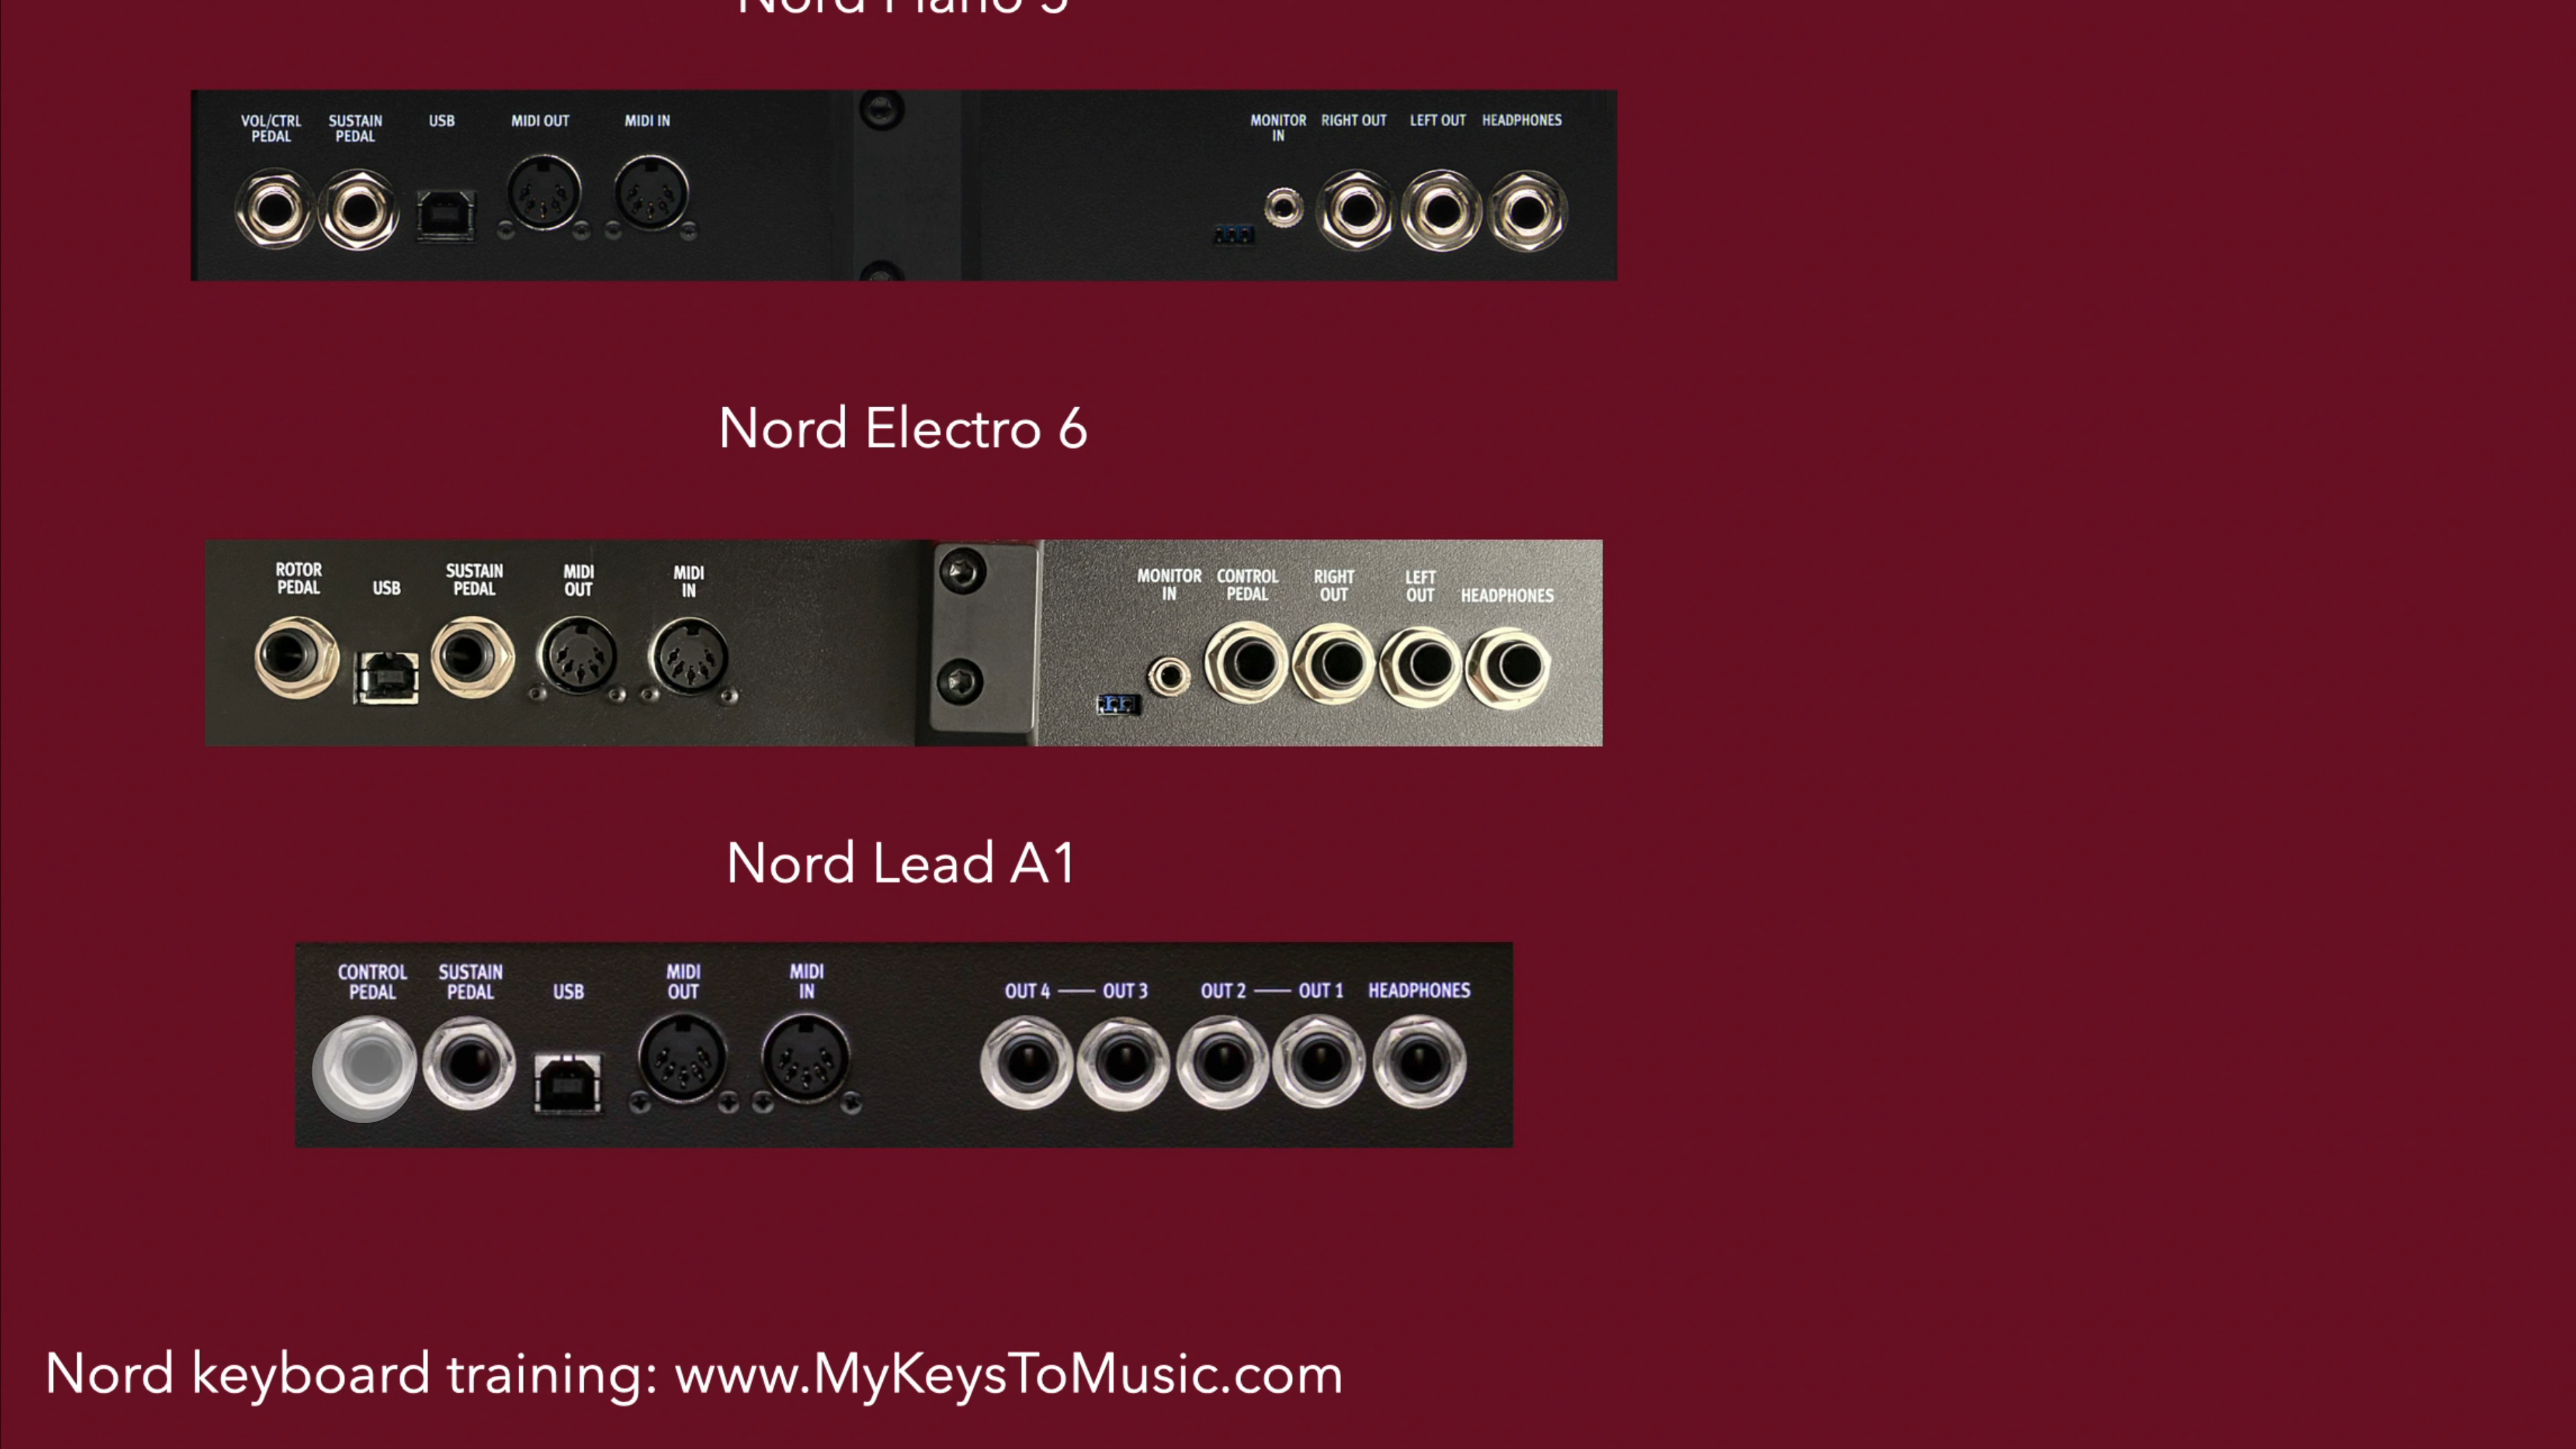 Nord Piano 5
VOL/CTRL PEDAL SUSTAIN PEDAL USB MIDI OUT MIDI IN MONITOR IN RIGHT OUT LEFT OUT HEADPHONES
Nord Electro 6
ROTOR PEDAL USB SUSTAIN PEDAL MIDI OUT MIDI IN MONITOR IN CONTROL PEDAL RIGHT OUT LEFT OUT HEADPHONES
Nord Lead A1
CONTROL PEDAL SUSTAIN PEDAL USB MIDI OUT MIDI IN OUT 4 OUT 3 OUT 2 OUT 1 HEADPHONES
Nord keyboard training: www.MyKeysToMusic.com